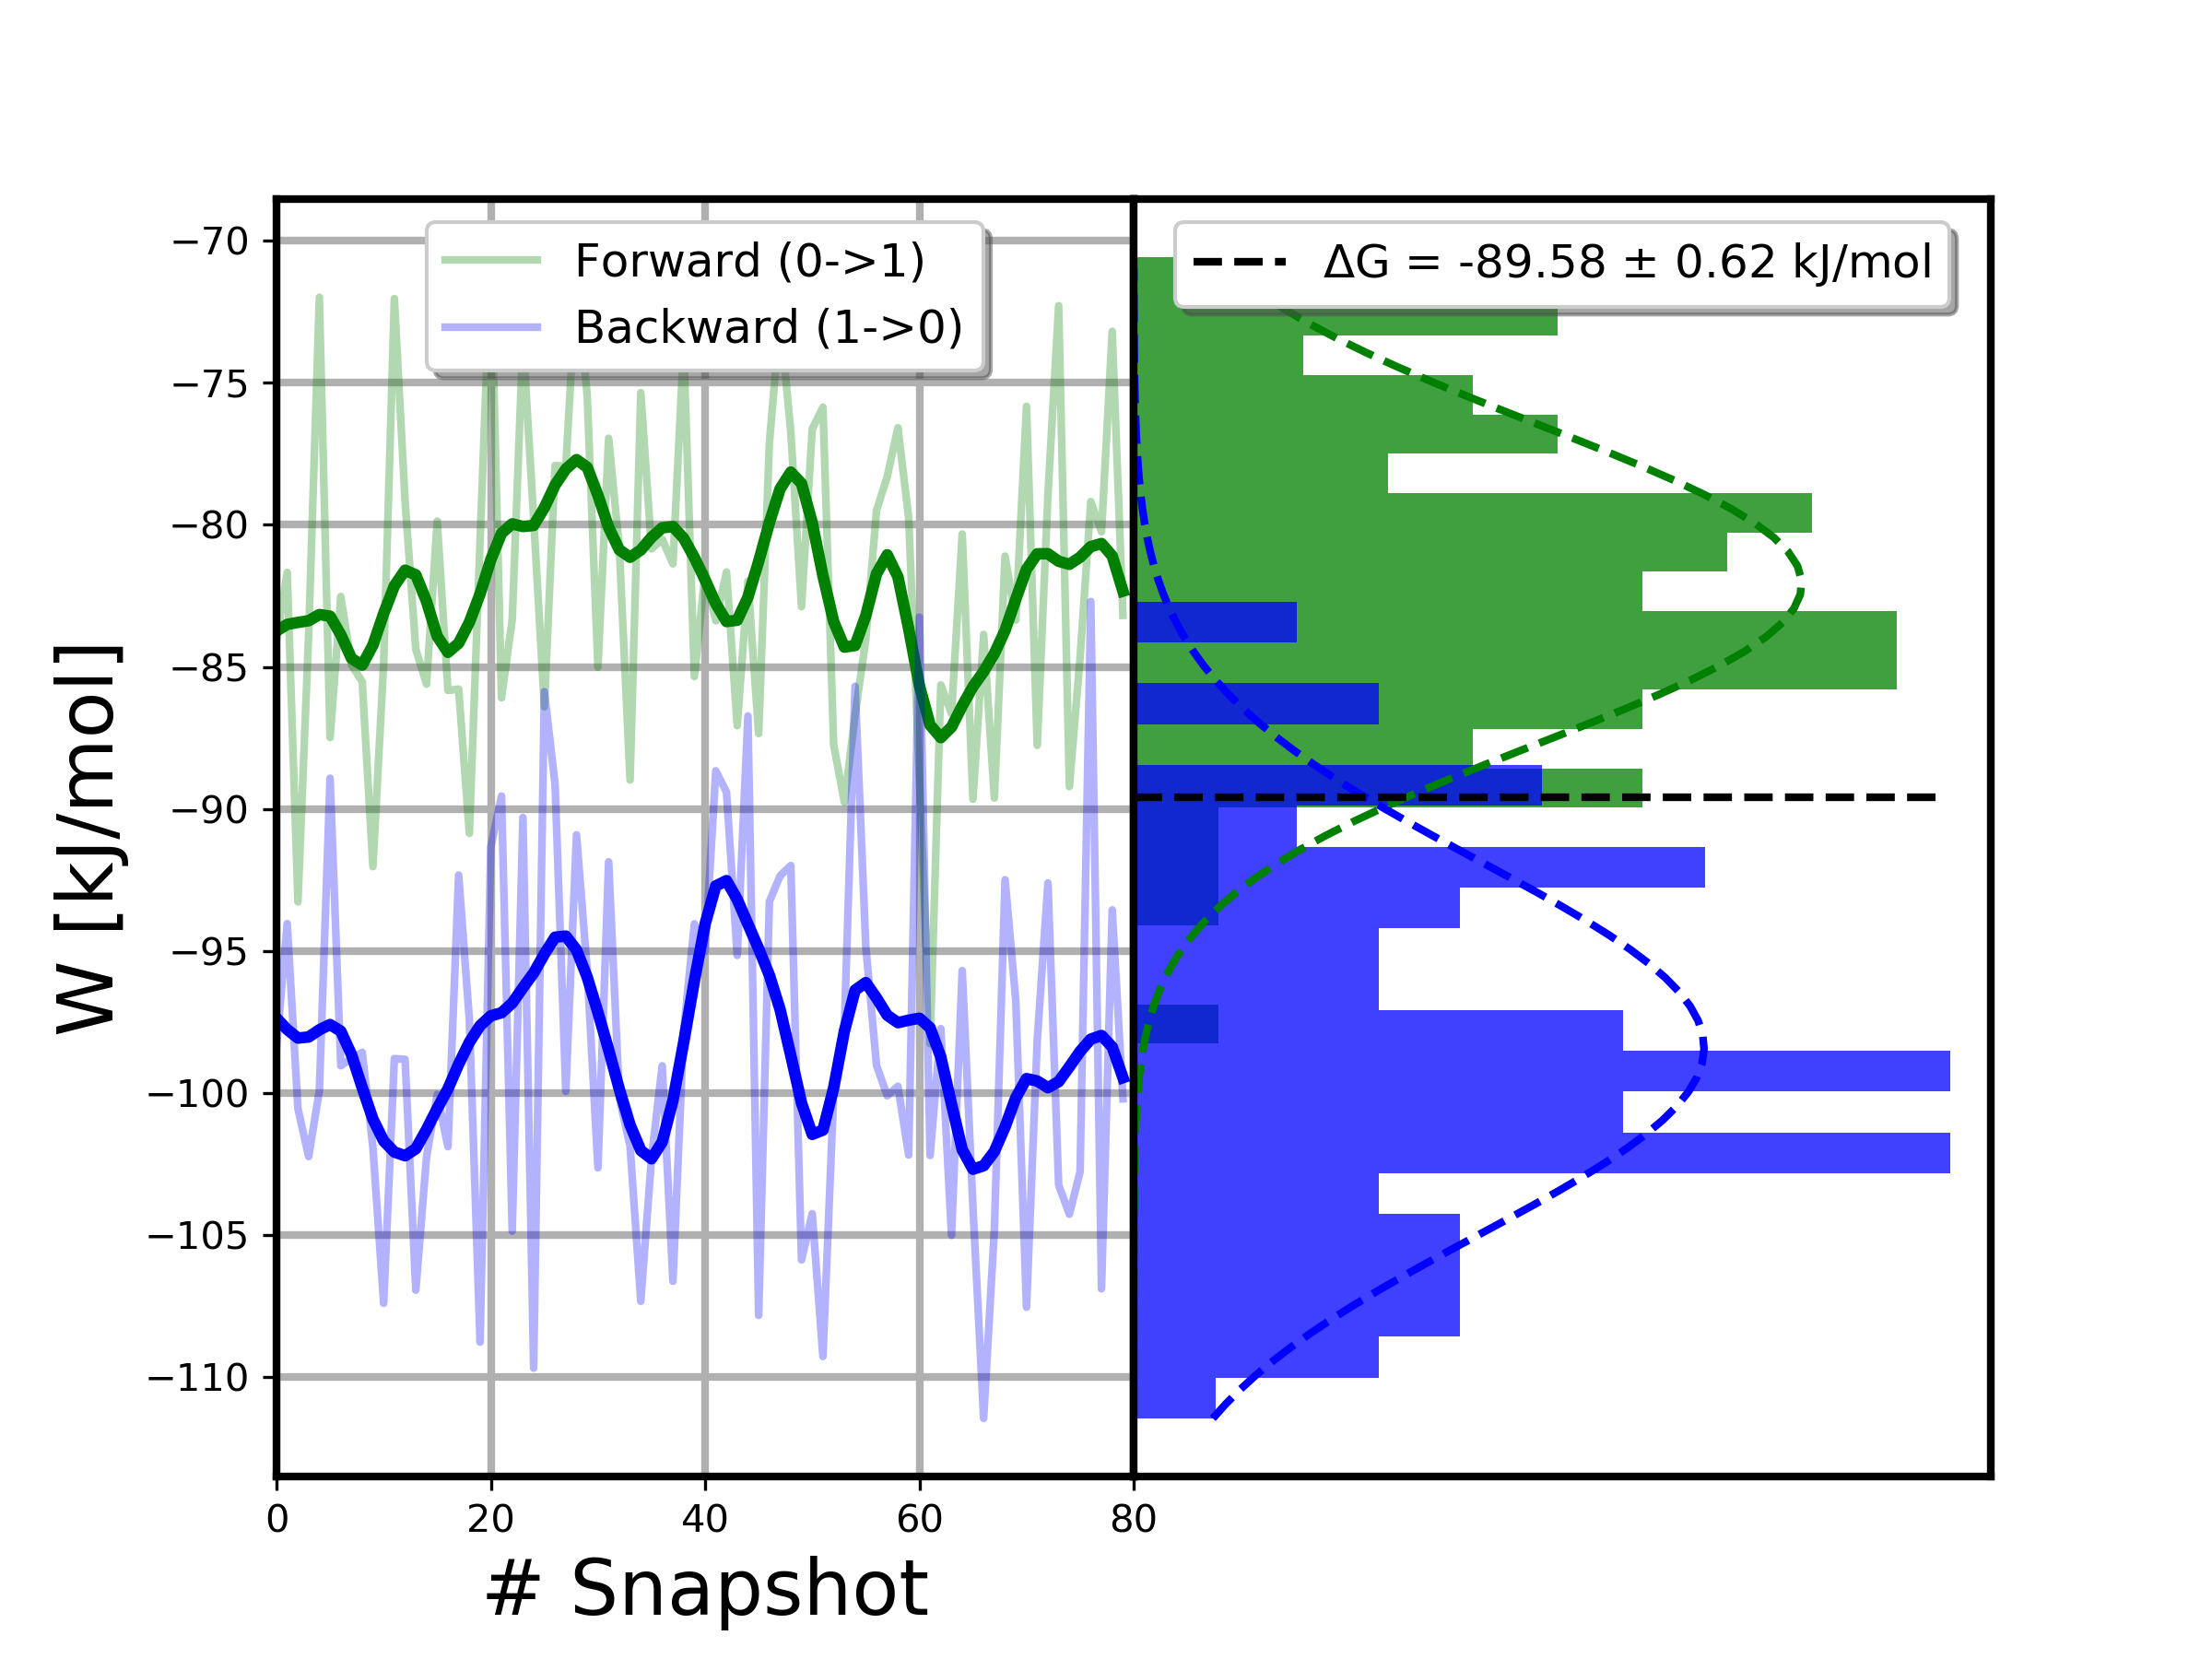 Forward (0->1)
Backward (1->0)
ΔG = -89.58 ± 0.62 kJ/mol
W [kJ/mol]
−70
−75
−80
−85
−90
−95
−100
−105
−110
0 20 40 60 80
# Snapshot